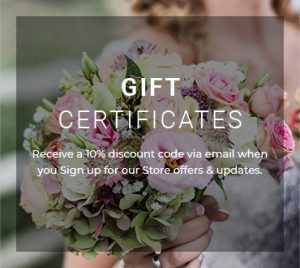 GIFT
CERTIFICATES
Receive a 10% discount code via email when
you Sign up for our Store offers & updates.